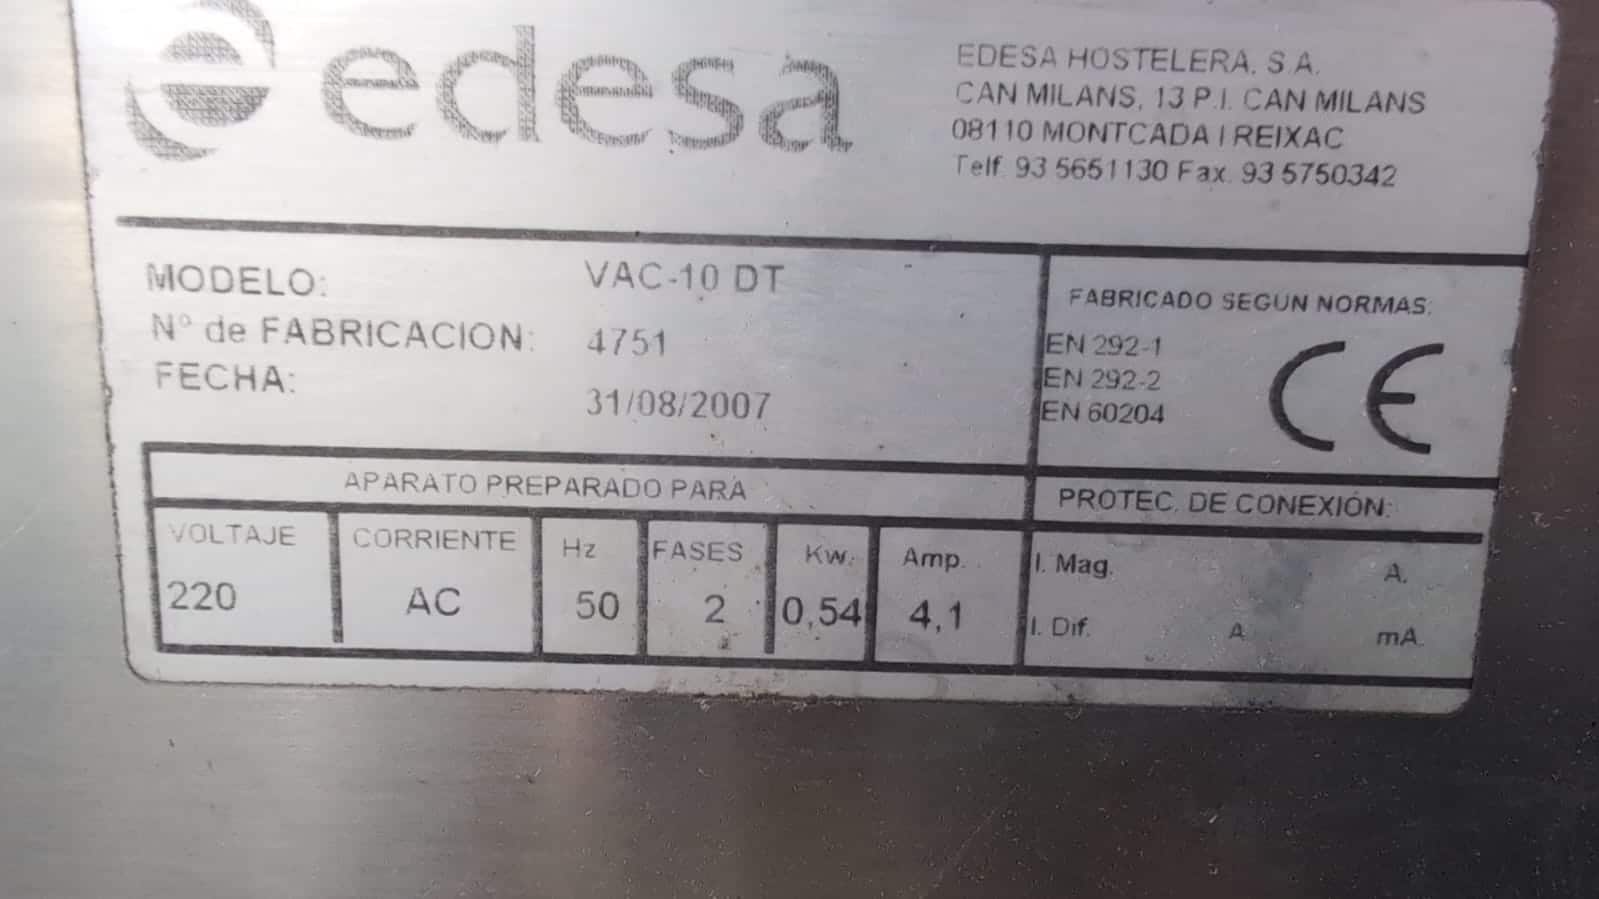 edesa
EDESA HOSTELERA, S.A.
CAN MILANS, 13 P.I. CAN MILANS
08110 MONTCADA I REIXAC
Telf. 93 5651130 Fax. 93 5750342
MODELO: VAC-10 DT
Nº de FABRICACION: 4751
FECHA: 31/08/2007
FABRICADO SEGÚN NORMAS:
EN 292-1
EN 292-2
EN 60204
CE
APARATO PREPARADO PARA
PROTEC. DE CONEXIÓN:
VOLTAJE CORRIENTE Hz FASES Kw. Amp.
220 AC 50 2 0,54 4,1
I. Mag. A.
I. Dif. A mA.